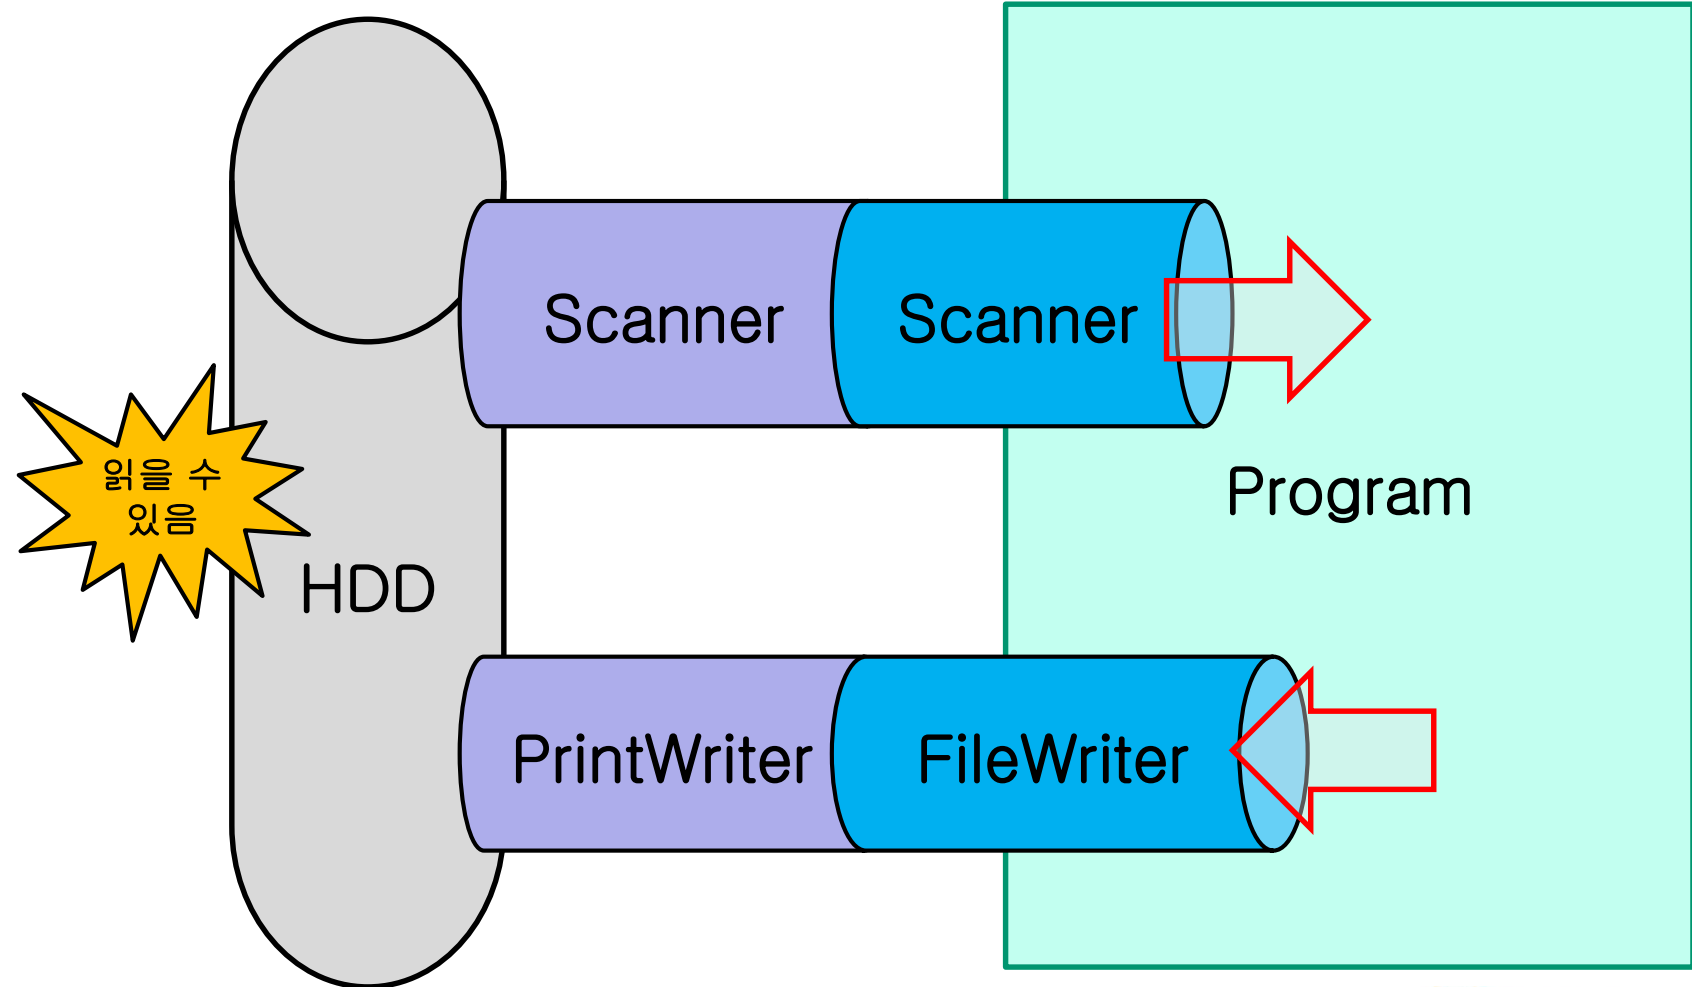 Scanner
Scanner
읽을 수
있음
HDD
Program
PrintWriter
FileWriter